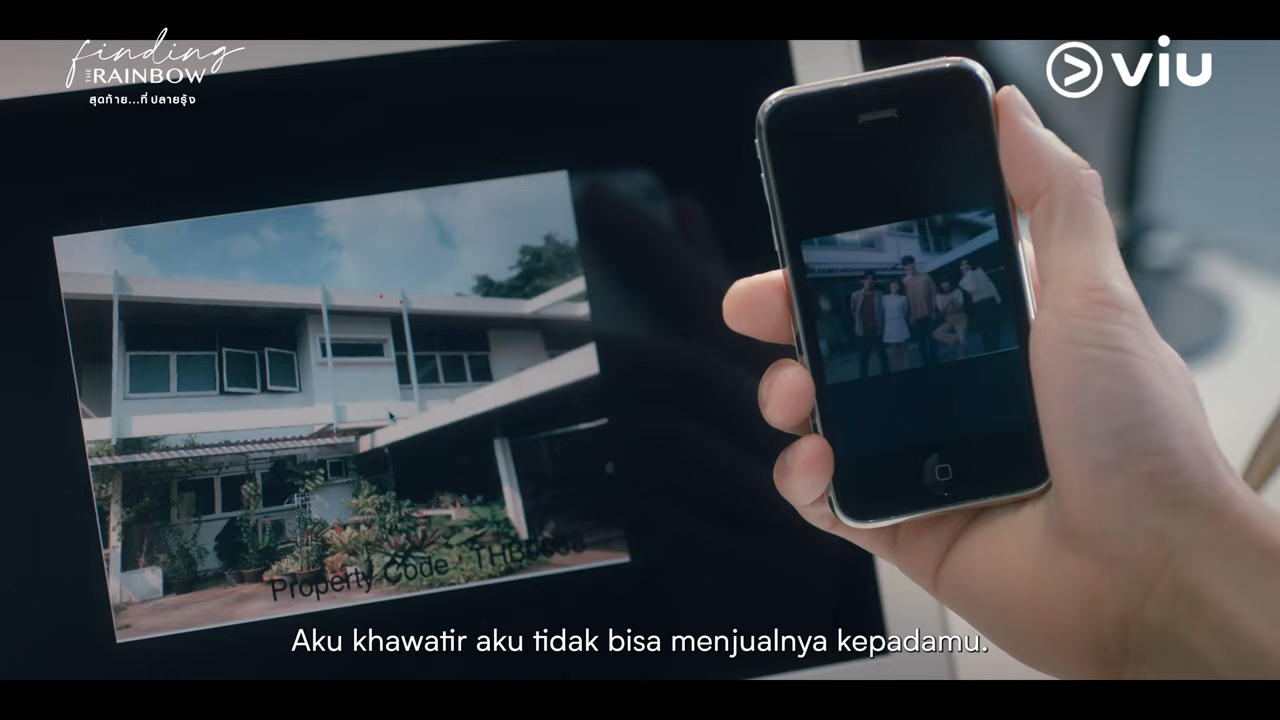 finding
THE RAINBOW
สุดท้าย...ที่ปลายรุ้ง
viu
Property Code THB0088
Aku khawatir aku tidak bisa menjualnya kepadamu.